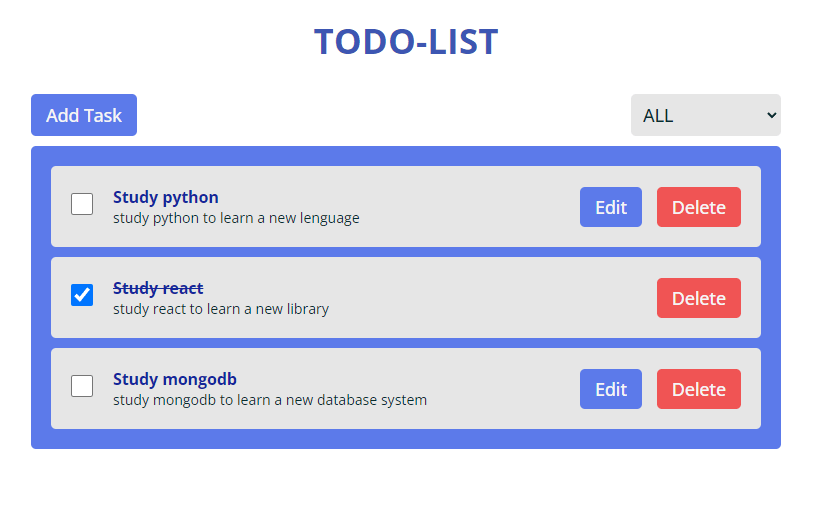 TODO-LIST
Add Task
ALL
Study python
study python to learn a new lenguage
Edit
Delete
Study react
study react to learn a new library
Delete
Study mongodb
study mongodb to learn a new database system
Edit
Delete